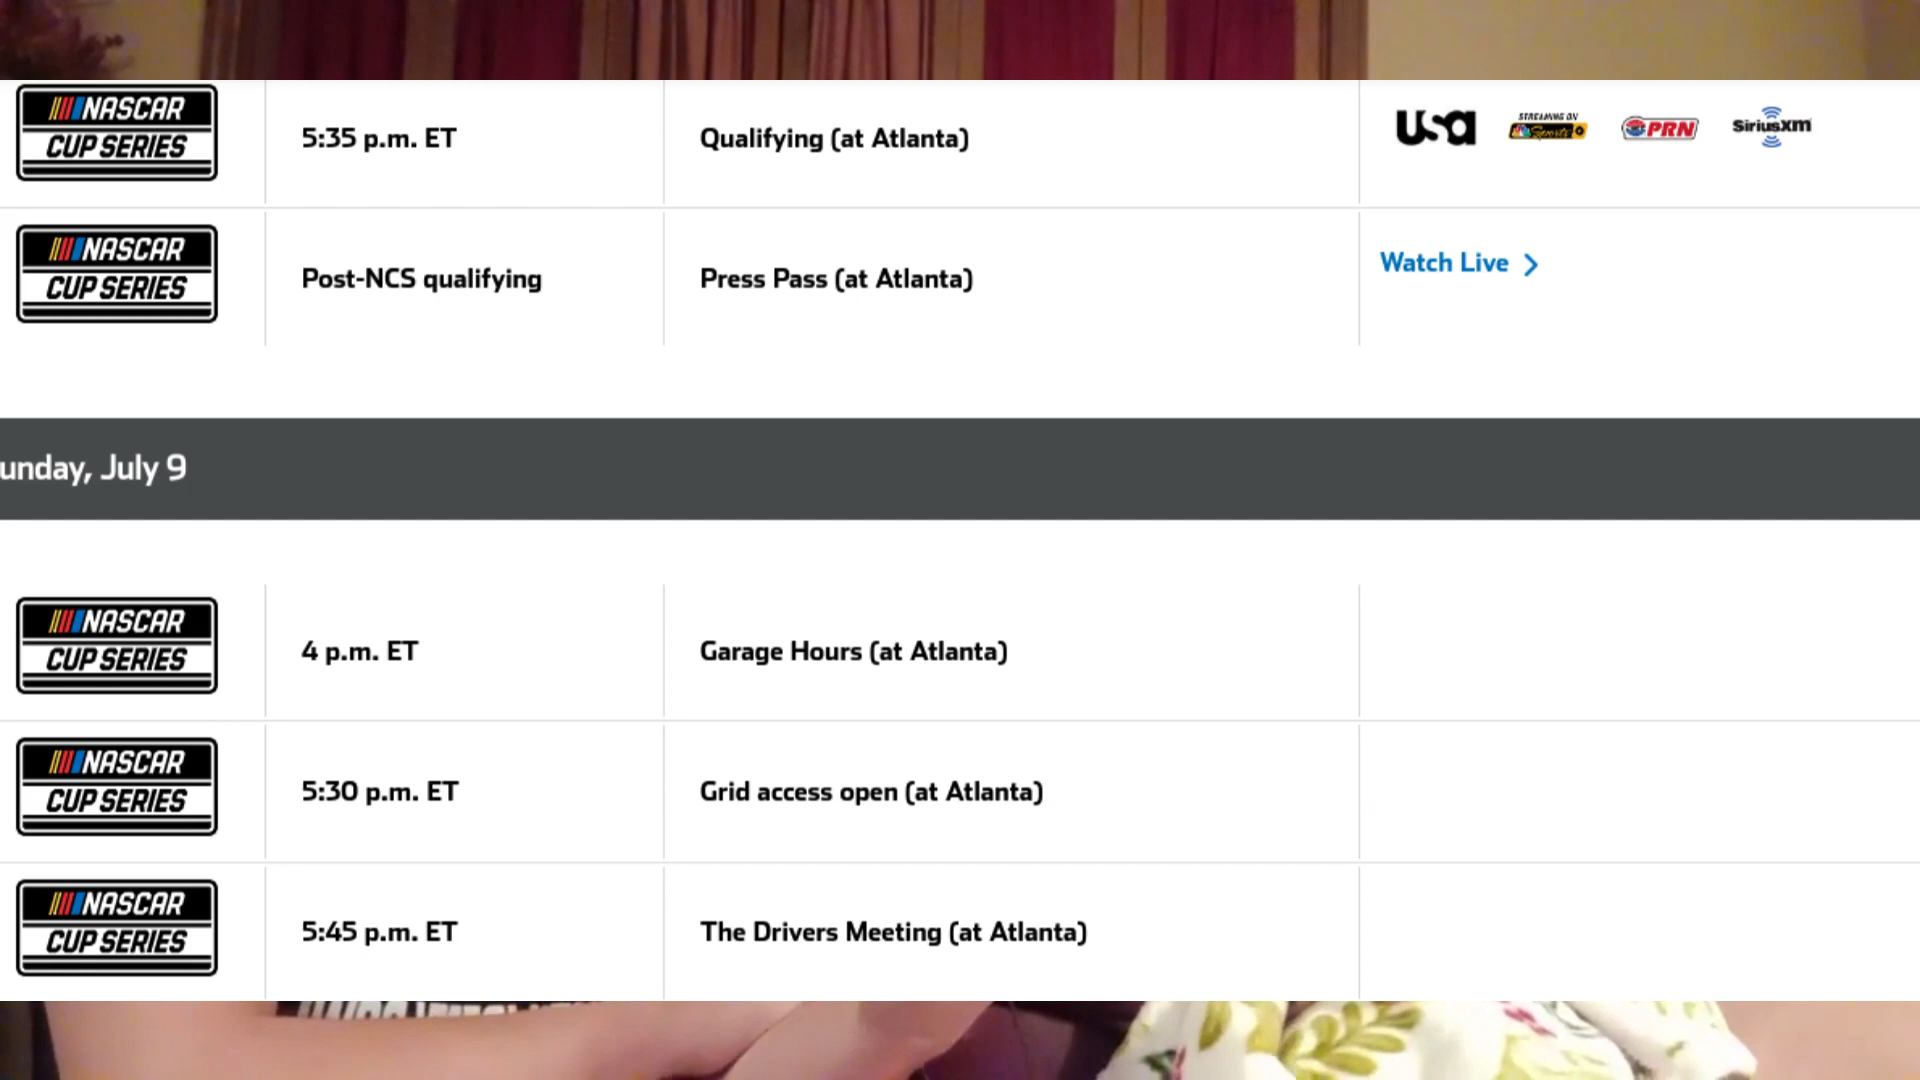 NASCAR
CUP SERIES
5:35 p.m. ET
Qualifying (at Atlanta)
USA
STREAMING ON
Sports
PRN
SiriusXM
NASCAR
CUP SERIES
Post-NCS qualifying
Press Pass (at Atlanta)
Watch Live >
unday, July 9
NASCAR
CUP SERIES
4 p.m. ET
Garage Hours (at Atlanta)
NASCAR
CUP SERIES
5:30 p.m. ET
Grid access open (at Atlanta)
NASCAR
CUP SERIES
5:45 p.m. ET
The Drivers Meeting (at Atlanta)